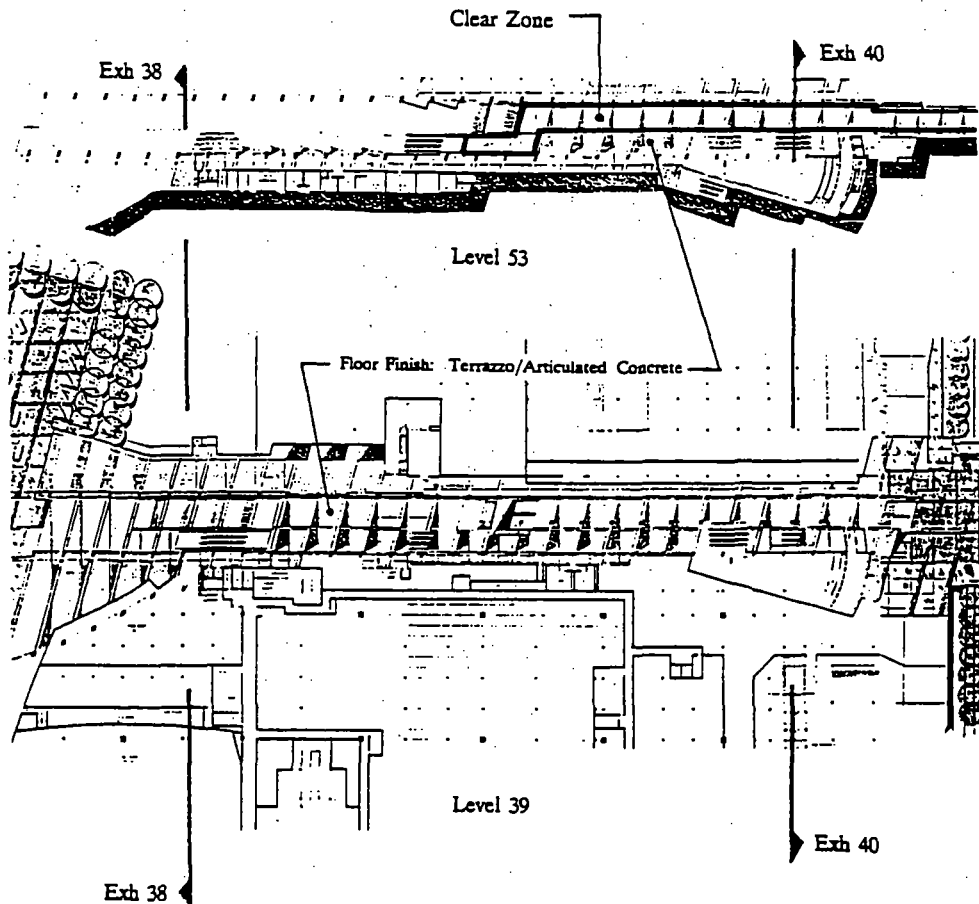 Clear Zone
Exh 38
Exh 40
Level 53
Floor Finish: Terrazzo/Articulated Concrete
Level 39
Exh 40
Exh 38